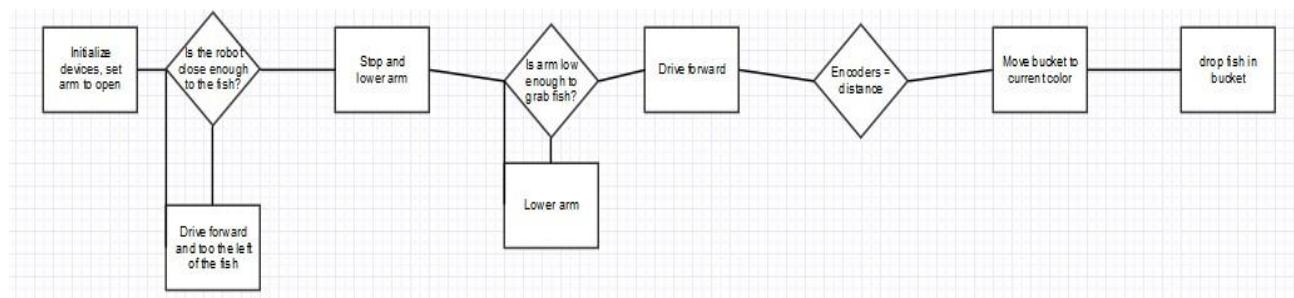 Initialize
devices, set
arm to open
Is the robot
close enough
to the fish?
Stop and
lower arm
Is arm low
enough to
grab fish?
Drive forward
Encoders =
distance
Move bucket to
current color
drop fish in
bucket
Lower arm
Drive forward
and too the left
of the fish